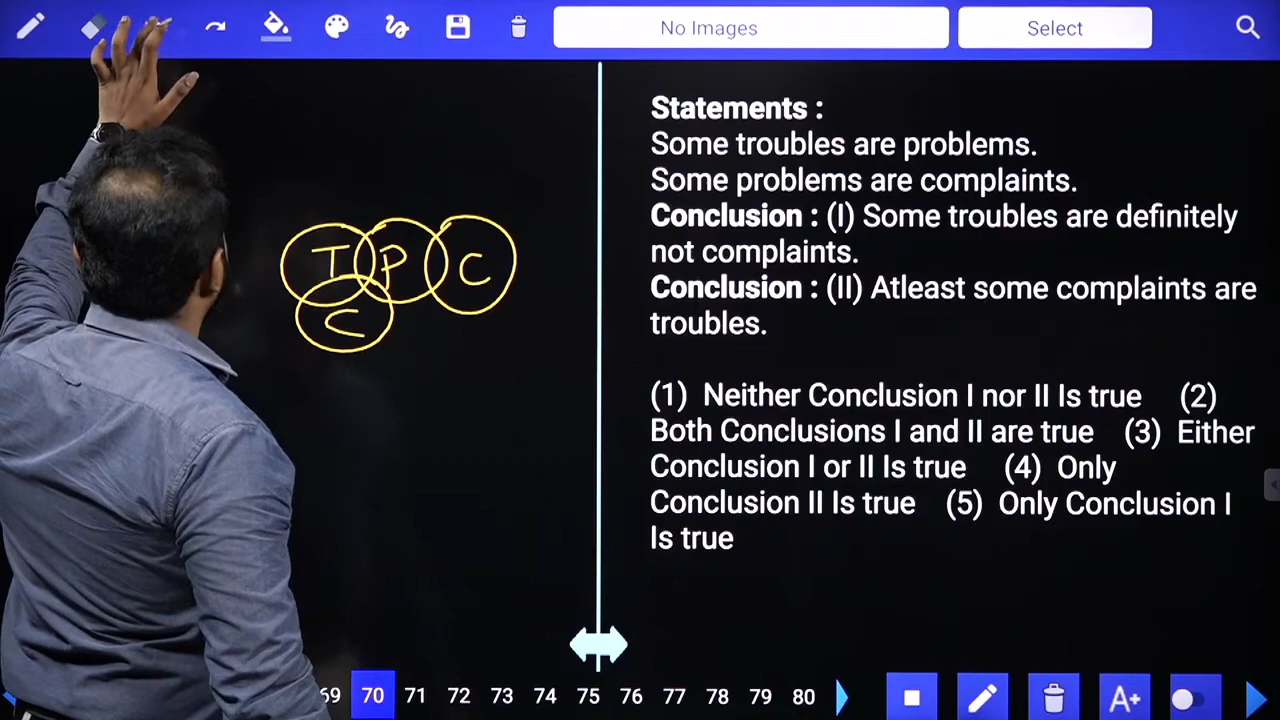 No Images
Select
Statements :
Some troubles are problems.
Some problems are complaints.
Conclusion : (I) Some troubles are definitely
not complaints.
Conclusion : (II) Atleast some complaints are
troubles.
(1) Neither Conclusion I nor II Is true (2)
Both Conclusions I and II are true (3) Either
Conclusion I or II Is true (4) Only
Conclusion II Is true (5) Only Conclusion I
Is true
T P C
C
69 70 71 72 73 74 75 76 77 78 79 80
A+